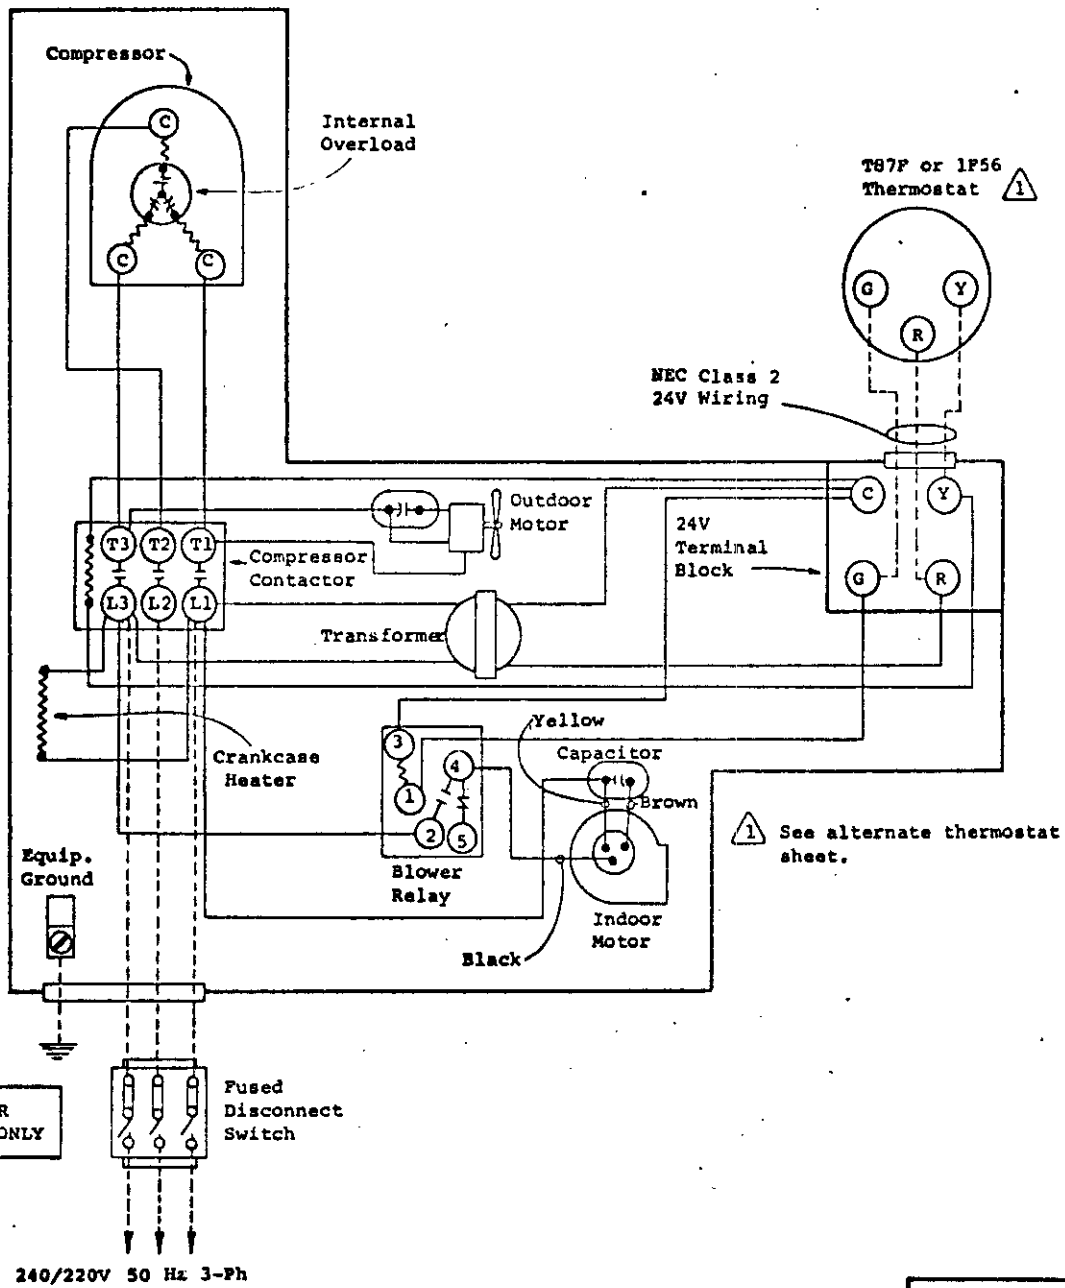 Compressor
C
Internal
Overload
C
C
T87F or 1F56
Thermostat
1
G
Y
R
NEC Class 2
24V Wiring
C
Y
24V
Terminal
Block
G
R
Outdoor
Motor
T3
T2
T1
Compressor
Contactor
L3
L2
L1
Transformer
Yellow
3
4
Capacitor
Crankcase
Heater
1
Brown
2
5
1
See alternate thermostat
sheet.
Equip.
Ground
Blower
Relay
Indoor
Motor
Black
Fused
Disconnect
Switch
R
ONLY
240/220V 50 Hz 3-Ph